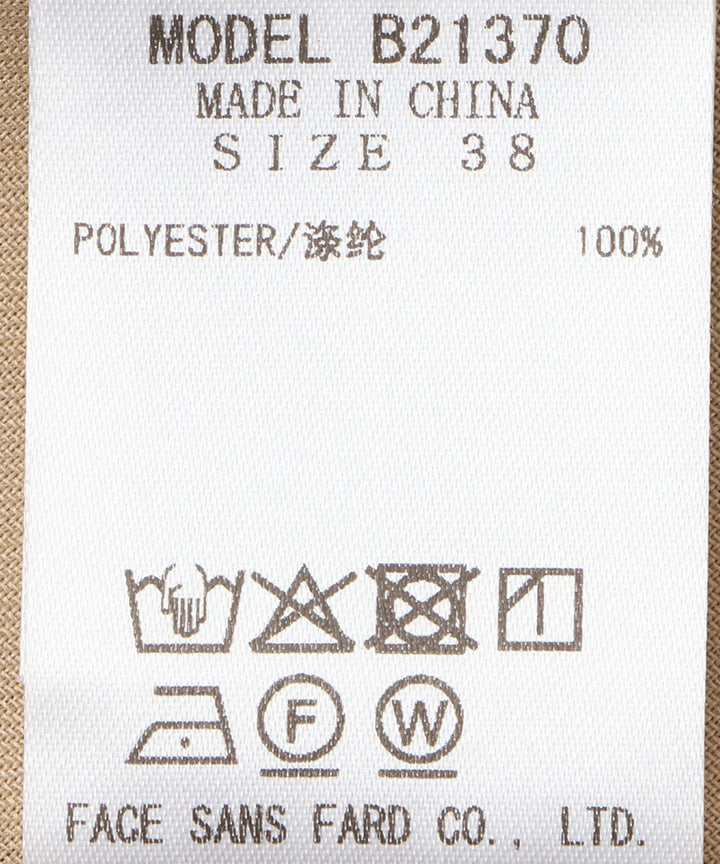 MODEL B21370
MADE IN CHINA
SIZE 38
POLYESTER/涤纶 100%
F W
FACE SANS FARD CO., LTD.